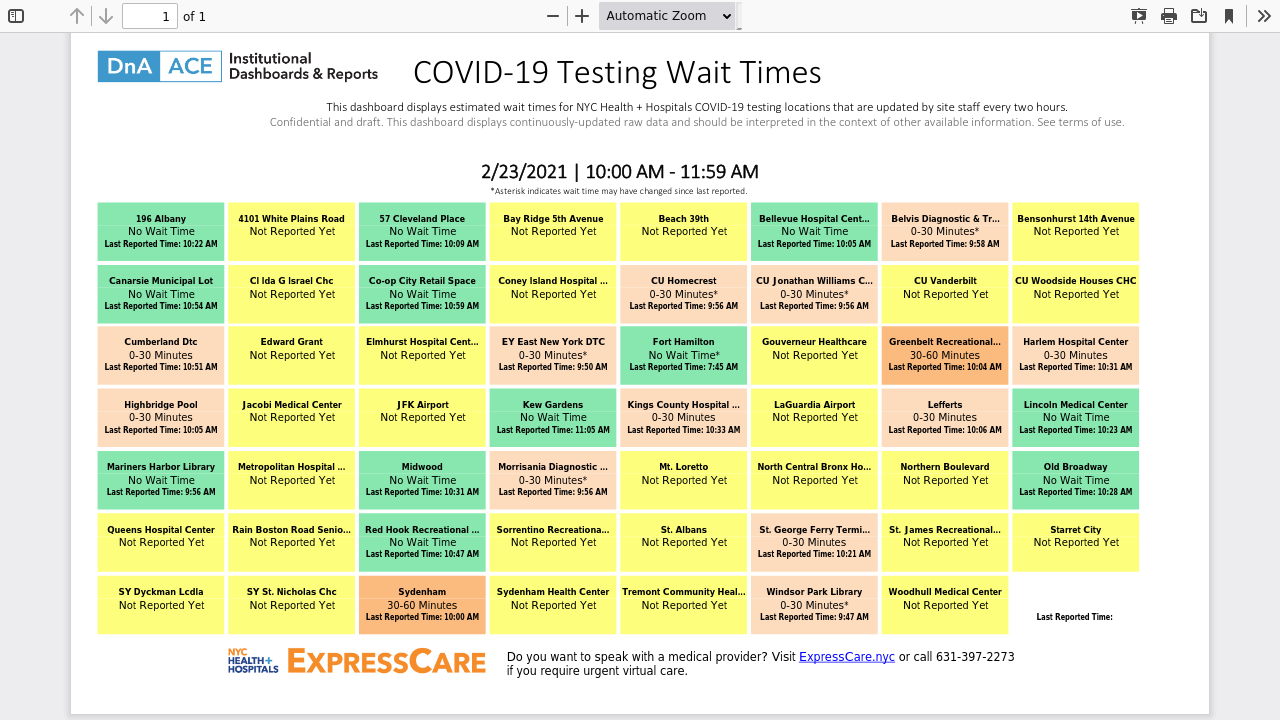 1 of 1
Automatic Zoom
DnA ACE Institutional Dashboards & Reports
COVID-19 Testing Wait Times
This dashboard displays estimated wait times for NYC Health + Hospitals COVID-19 testing locations that are updated by site staff every two hours.
Confidential and draft. This dashboard displays continuously-updated raw data and should be interpreted in the context of other available information. See terms of use.
2/23/2021 | 10:00 AM - 11:59 AM
*Asterisk indicates wait time may have changed since last reported.
196 Albany
No Wait Time
Last Reported Time: 10:22 AM
4101 White Plains Road
Not Reported Yet
57 Cleveland Place
No Wait Time
Last Reported Time: 10:09 AM
Bay Ridge 5th Avenue
Not Reported Yet
Beach 39th
Not Reported Yet
Bellevue Hospital Cent...
No Wait Time
Last Reported Time: 10:05 AM
Belvis Diagnostic & Tr...
0-30 Minutes*
Last Reported Time: 9:58 AM
Bensonhurst 14th Avenue
Not Reported Yet
Canarsie Municipal Lot
No Wait Time
Last Reported Time: 10:54 AM
Cl Ida G Israel Chc
Not Reported Yet
Co-op City Retail Space
No Wait Time
Last Reported Time: 10:59 AM
Coney Island Hospital ...
Not Reported Yet
CU Homecrest
0-30 Minutes*
Last Reported Time: 9:56 AM
CU Jonathan Williams C...
0-30 Minutes*
Last Reported Time: 9:56 AM
CU Vanderbilt
Not Reported Yet
CU Woodside Houses CHC
Not Reported Yet
Cumberland Dtc
0-30 Minutes
Last Reported Time: 10:51 AM
Edward Grant
Not Reported Yet
Elmhurst Hospital Cent...
Not Reported Yet
EY East New York DTC
0-30 Minutes*
Last Reported Time: 9:50 AM
Fort Hamilton
No Wait Time*
Last Reported Time: 7:45 AM
Gouverneur Healthcare
Not Reported Yet
Greenbelt Recreational...
30-60 Minutes
Last Reported Time: 10:04 AM
Harlem Hospital Center
0-30 Minutes
Last Reported Time: 10:31 AM
Highbridge Pool
0-30 Minutes
Last Reported Time: 10:05 AM
Jacobi Medical Center
Not Reported Yet
JFK Airport
Not Reported Yet
Kew Gardens
No Wait Time
Last Reported Time: 11:05 AM
Kings County Hospital ...
0-30 Minutes
Last Reported Time: 10:33 AM
LaGuardia Airport
Not Reported Yet
Lefferts
0-30 Minutes
Last Reported Time: 10:06 AM
Lincoln Medical Center
No Wait Time
Last Reported Time: 10:23 AM
Mariners Harbor Library
No Wait Time
Last Reported Time: 9:56 AM
Metropolitan Hospital ...
Not Reported Yet
Midwood
No Wait Time
Last Reported Time: 10:31 AM
Morrisania Diagnostic ...
0-30 Minutes*
Last Reported Time: 9:56 AM
Mt. Loretto
Not Reported Yet
North Central Bronx Ho...
Not Reported Yet
Northern Boulevard
Not Reported Yet
Old Broadway
No Wait Time
Last Reported Time: 10:28 AM
Queens Hospital Center
Not Reported Yet
Rain Boston Road Senio...
Not Reported Yet
Red Hook Recreational ...
No Wait Time
Last Reported Time: 10:47 AM
Sorrentino Recreationa...
Not Reported Yet
St. Albans
Not Reported Yet
St. George Ferry Termi...
0-30 Minutes
Last Reported Time: 10:21 AM
St. James Recreational...
Not Reported Yet
Starret City
Not Reported Yet
SY Dyckman Lcdla
Not Reported Yet
SY St. Nicholas Chc
Not Reported Yet
Sydenham
30-60 Minutes
Last Reported Time: 10:00 AM
Sydenham Health Center
Not Reported Yet
Tremont Community Heal...
Not Reported Yet
Windsor Park Library
0-30 Minutes*
Last Reported Time: 9:47 AM
Woodhull Medical Center
Not Reported Yet
Last Reported Time:
NYC
HEALTH+
HOSPITALS
EXPRESSCARE
Do you want to speak with a medical provider? Visit ExpressCare.nyc or call 631-397-2273
if you require urgent virtual care.